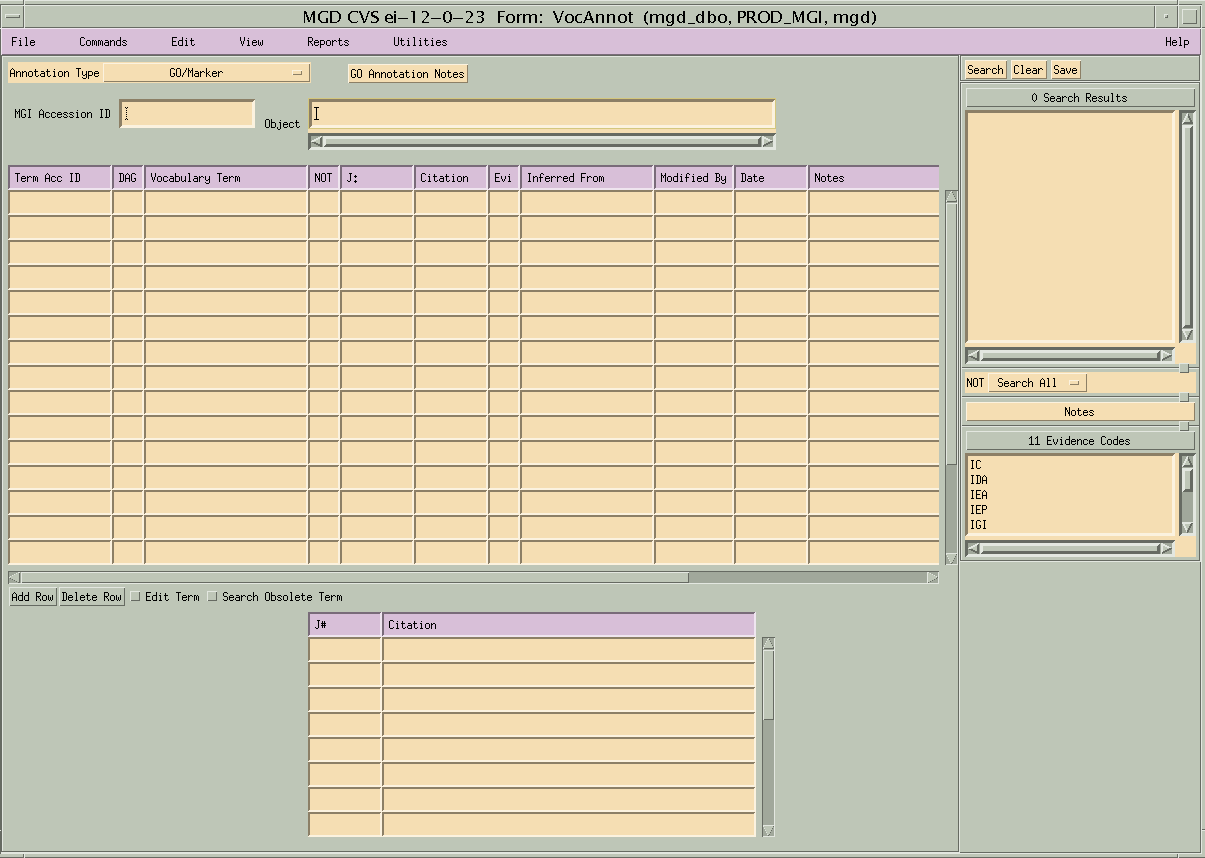 MGD CVS ei-12-0-23 Form: VocAnnot (mgd_dbo, PROD_MGI, mgd)
File Commands Edit View Reports Utilities Help
Annotation Type GO/Marker GO Annotation Notes
MGI Accession ID Object
Term Acc ID DAG Vocabulary Term NOT J: Citation Evi Inferred From Modified By Date Notes
Add Row Delete Row Edit Term Search Obsolete Term
J# Citation
Search Clear Save
0 Search Results
NOT Search All
Notes
11 Evidence Codes
IC
IDA
IEA
IEP
IGI